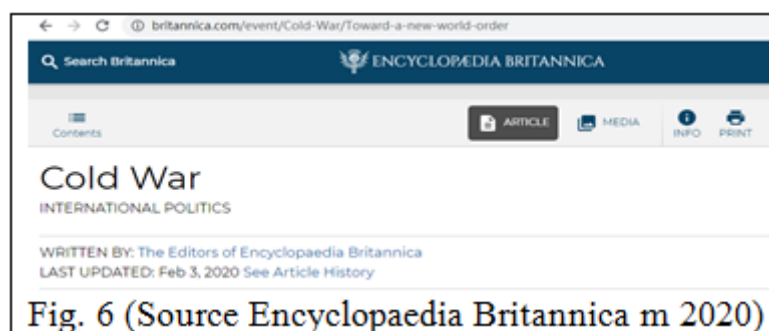 britannica.com/event/Cold-War/Toward-a-new-world-order
Search Britannica ENCYCLOPÆDIA BRITANNICA
Contents ARTICLE MEDIA INFO PRINT
Cold War
INTERNATIONAL POLITICS
WRITTEN BY: The Editors of Encyclopaedia Britannica
LAST UPDATED: Feb 3, 2020 See Article History
Fig. 6 (Source Encyclopaedia Britannica m 2020)